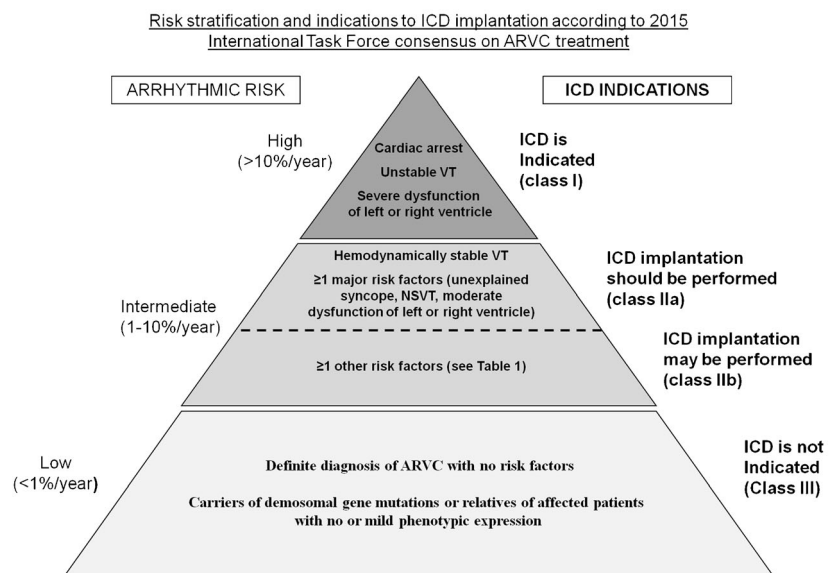 Risk stratification and indications to ICD implantation according to 2015
International Task Force consensus on ARVC treatment
ARRHYTHMIC RISK
ICD INDICATIONS
High
(>10%/year)
Cardiac arrest
Unstable VT
Severe dysfunction
of left or right ventricle
ICD is
Indicated
(class I)
Intermediate
(1-10%/year)
Hemodynamically stable VT
≥1 major risk factors (unexplained
syncope, NSVT, moderate
dysfunction of left or right ventricle)
ICD implantation
should be performed
(class IIa)
≥1 other risk factors (see Table 1)
ICD implantation
may be performed
(class IIb)
Low
(<1%/year)
Definite diagnosis of ARVC with no risk factors
Carriers of demosomal gene mutations or relatives of affected patients
with no or mild phenotypic expression
ICD is not
Indicated
(Class III)